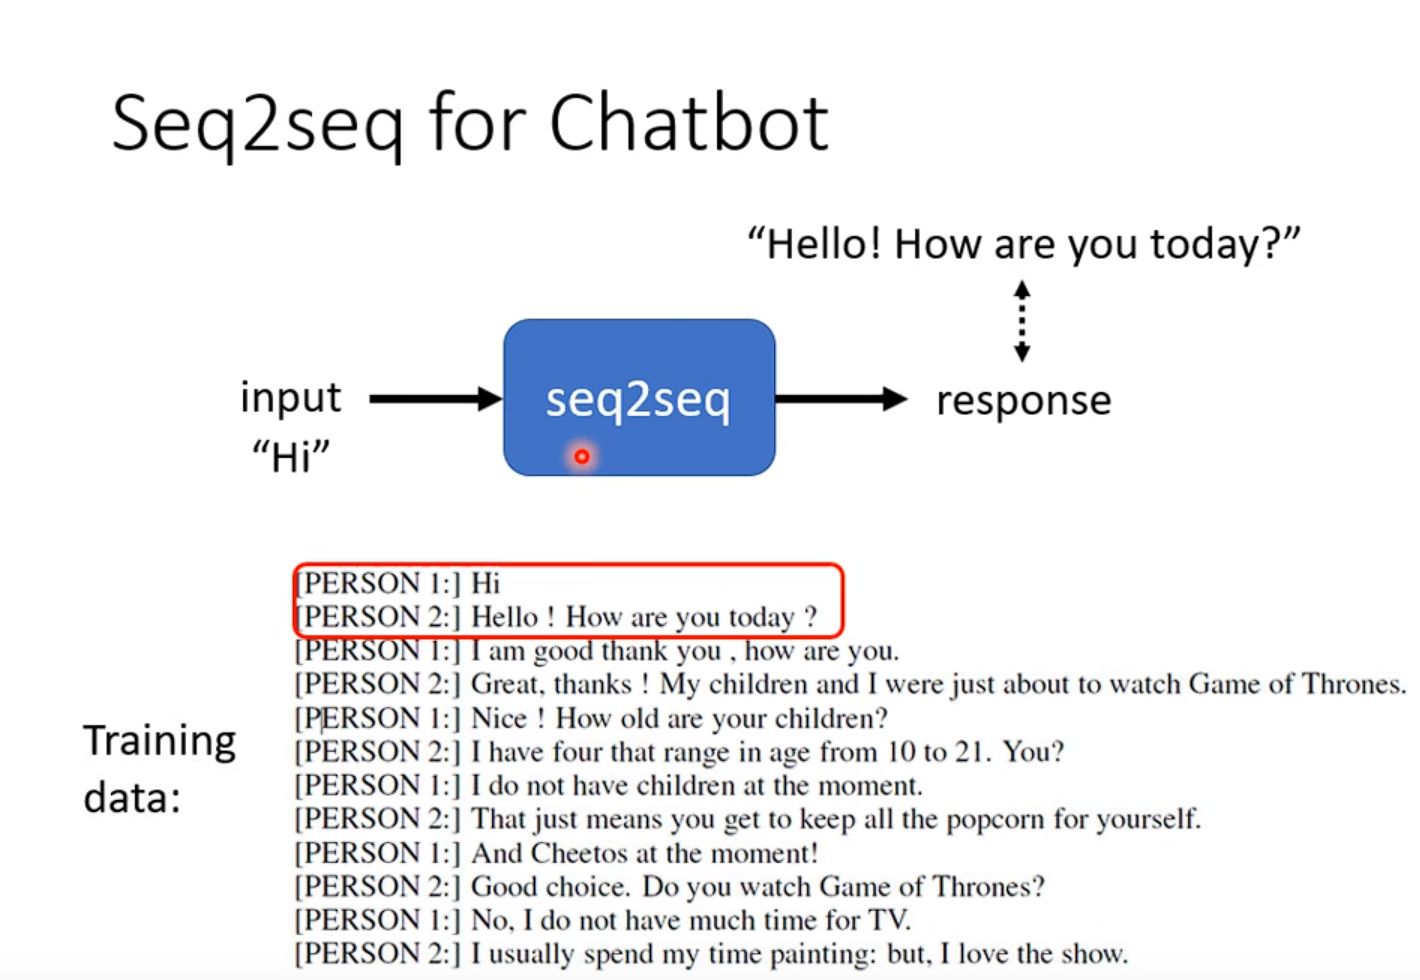 Seq2seq for Chatbot
“Hello! How are you today?”
input
seq2seq
response
“Hi”
Training
data:
[PERSON 1:] Hi
[PERSON 2:] Hello ! How are you today ?
[PERSON 1:] I am good thank you , how are you.
[PERSON 2:] Great, thanks ! My children and I were just about to watch Game of Thrones.
[PERSON 1:] Nice ! How old are your children?
[PERSON 2:] I have four that range in age from 10 to 21. You?
[PERSON 1:] I do not have children at the moment.
[PERSON 2:] That just means you get to keep all the popcorn for yourself.
[PERSON 1:] And Cheetos at the moment!
[PERSON 2:] Good choice. Do you watch Game of Thrones?
[PERSON 1:] No, I do not have much time for TV.
[PERSON 2:] I usually spend my time painting: but, I love the show.